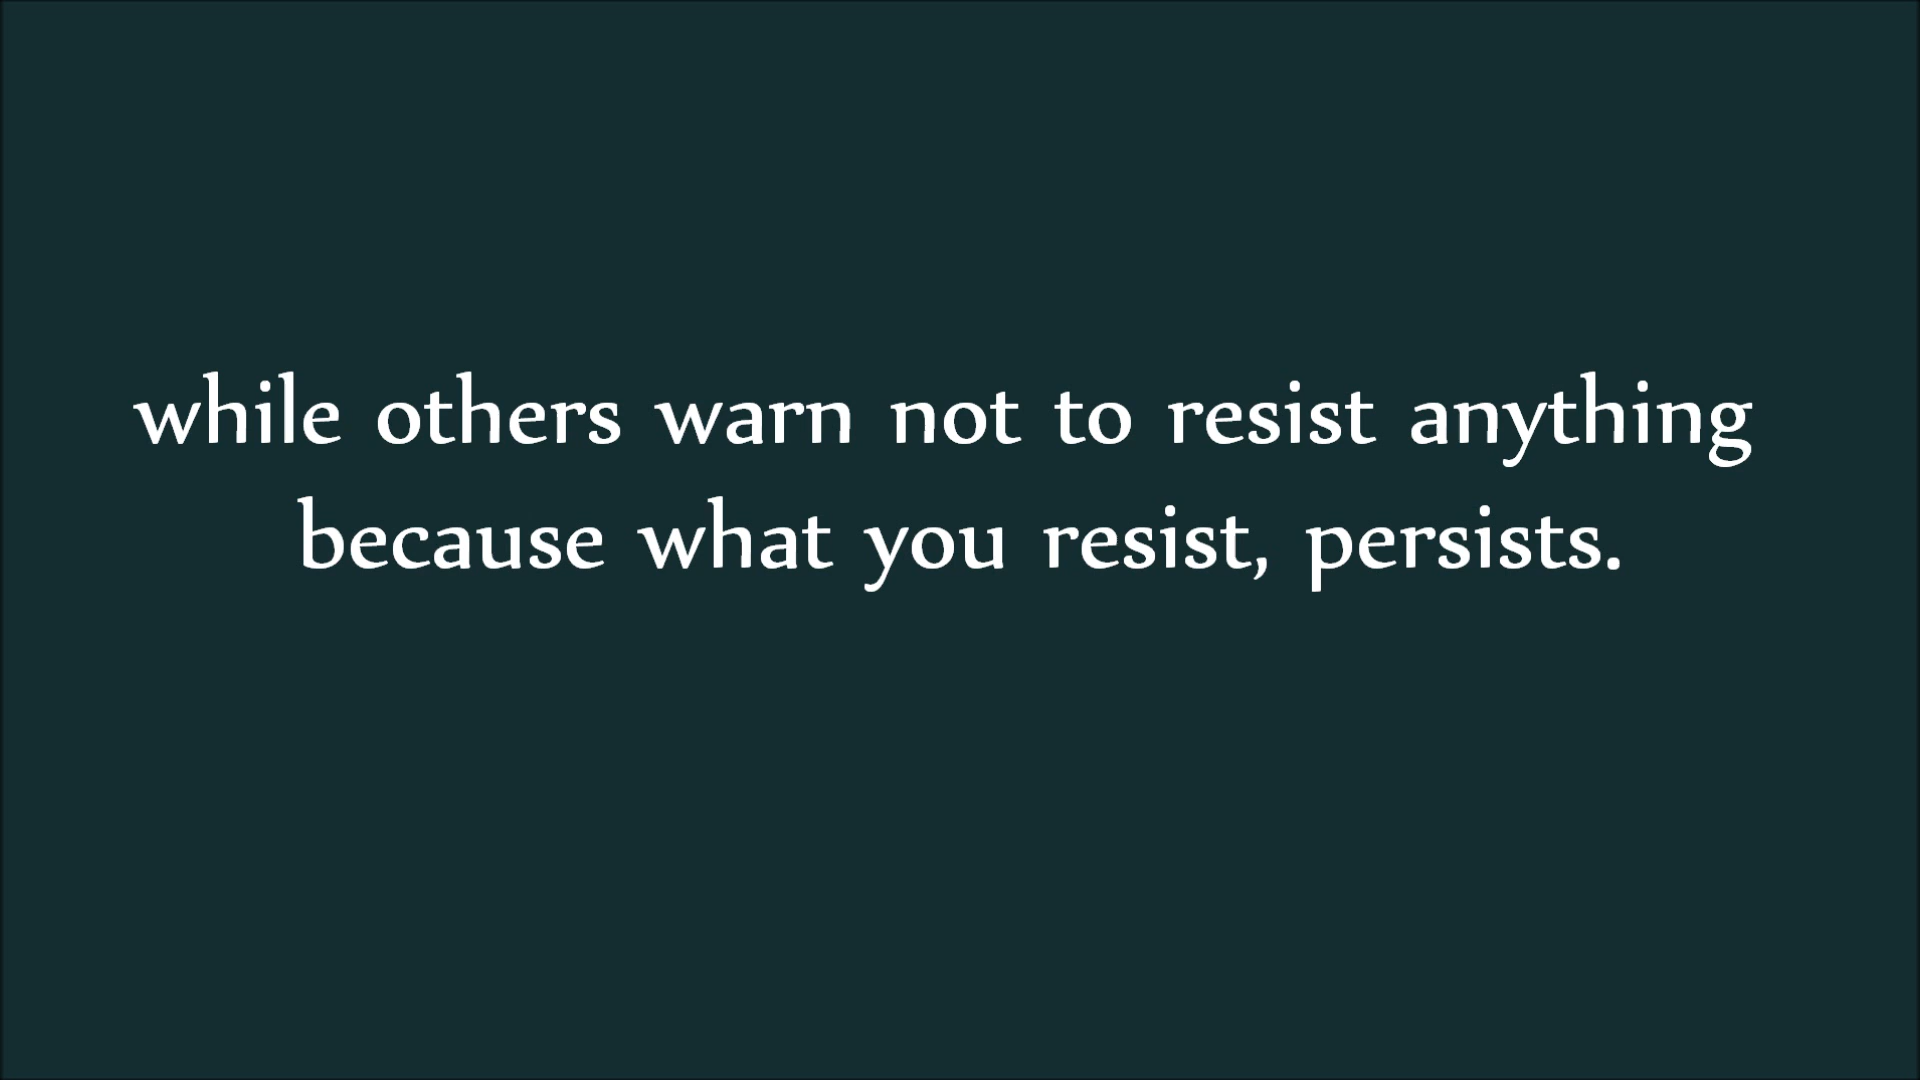 while others warn not to resist anything
because what you resist, persists.